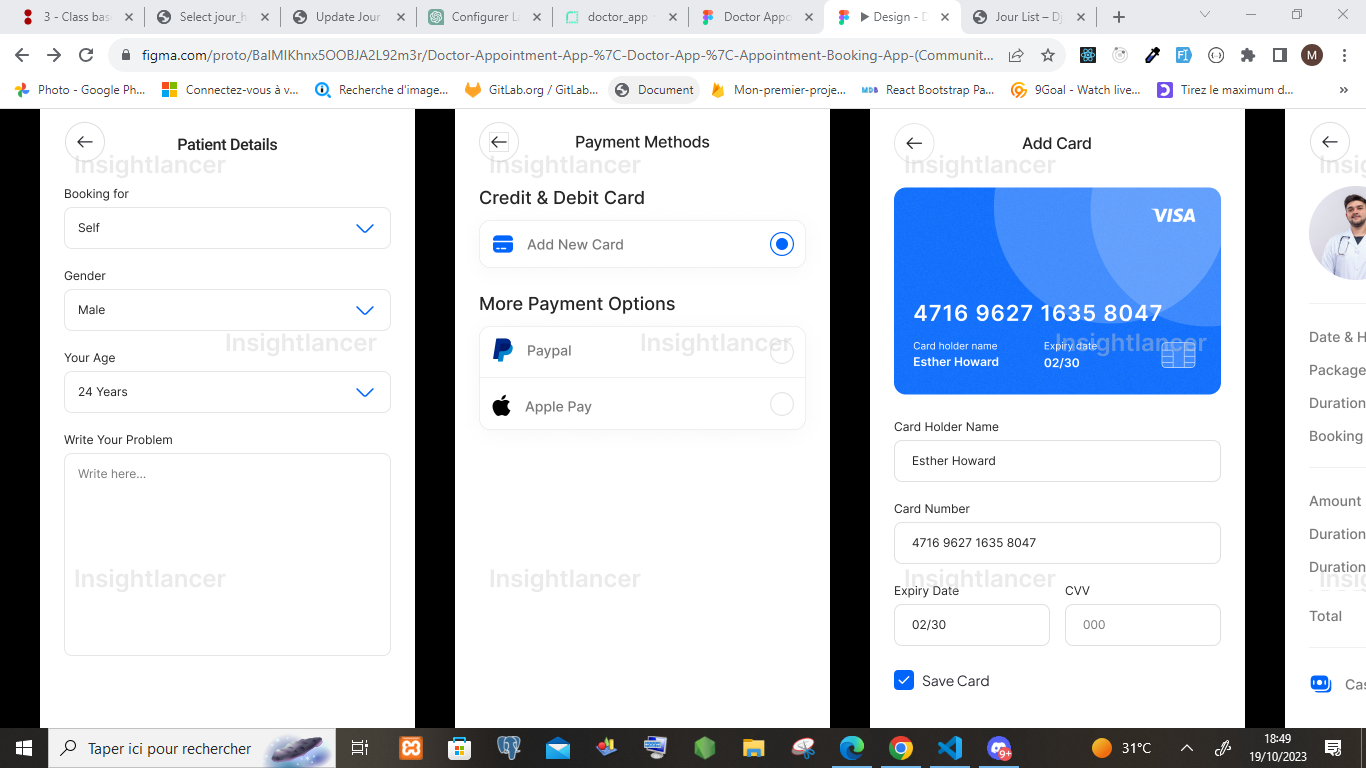 3 - Class bas
Select jour_h
Update Jour
Configurer L
doctor_app
Doctor Appo
Design - D
Jour List – Dj
figma.com/proto/BaIMIKhnx5OOBJA2L92m3r/Doctor-Appointment-App-%7C-Doctor-App-%7C-Appointment-Booking-App-(Communit...
M
Photo - Google Ph...
Connectez-vous à v...
Recherche d'image...
GitLab.org / GitLab...
Document
Mon-premier-proje...
React Bootstrap Pa...
9Goal - Watch live...
Tirez le maximum d...
»
Patient Details
Insightlancer
Booking for
Self
Gender
Male
Insightlancer
Your Age
24 Years
Write Your Problem
Write here...
Insightlancer
Payment Methods
Insightlancer
Credit & Debit Card
Add New Card
More Payment Options
Paypal
Insightlancer
Apple Pay
Insightlancer
Add Card
Insightlancer
VISA
4716 9627 1635 8047
Card holder name
Expiry date
Insightlancer
Esther Howard
02/30
Card Holder Name
Esther Howard
Card Number
4716 9627 1635 8047
Insightlancer
Expiry Date
CVV
02/30
000
Save Card
Insig
Date & H
Package
Duration
Booking
Amount
Duration
Duration
Insig
Total
Cas
Taper ici pour rechercher
9+
31°C
18:49
19/10/2023